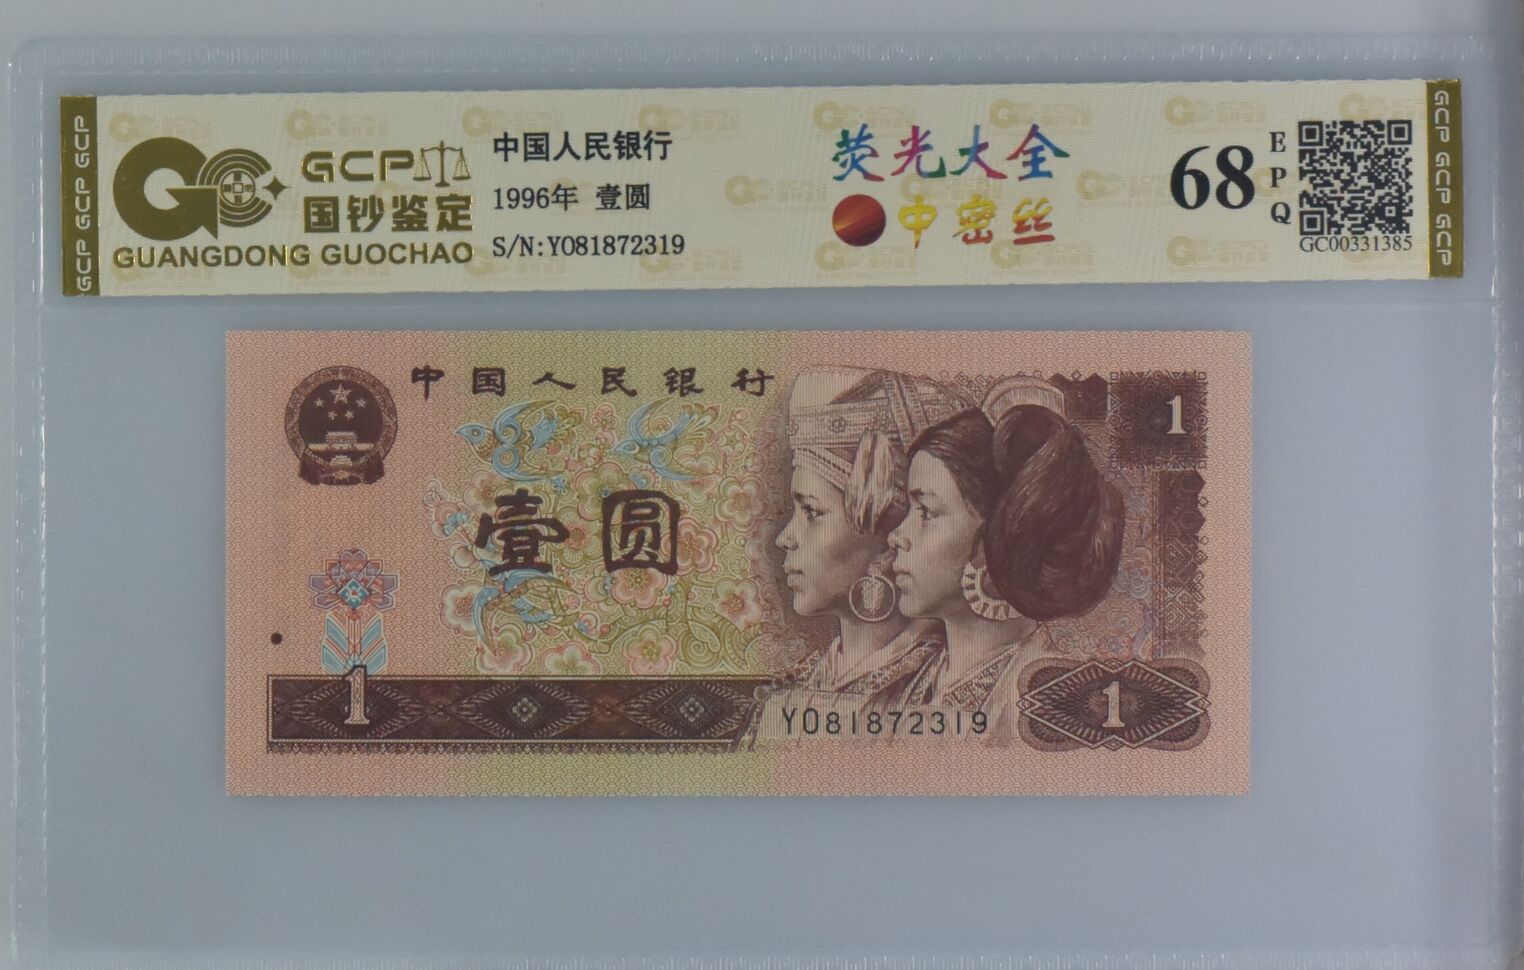 GCP GCP GCP
GCP
国钞鉴定
GUANGDONG GUOCHAO
中国人民银行
1996年 壹圆
S/N:Y081872319
荧光大全
中密丝
68
EPQ
GC00331385
GCP GCP GCP GCP
中国人民银行
1
壹圆
1
Y081872319
1